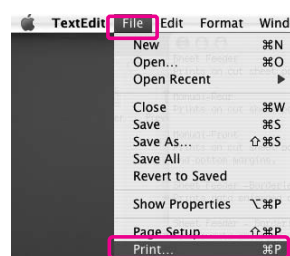 TextEdit File Edit Format Wind
New ⌘N
Open... ⌘O
Open Recent ▶
Close ⌘W
Save ⌘S
Save As... ⇧⌘S
Save All
Revert to Saved
Show Properties ⌥⌘P
Page Setup... ⇧⌘P
Print... ⌘P